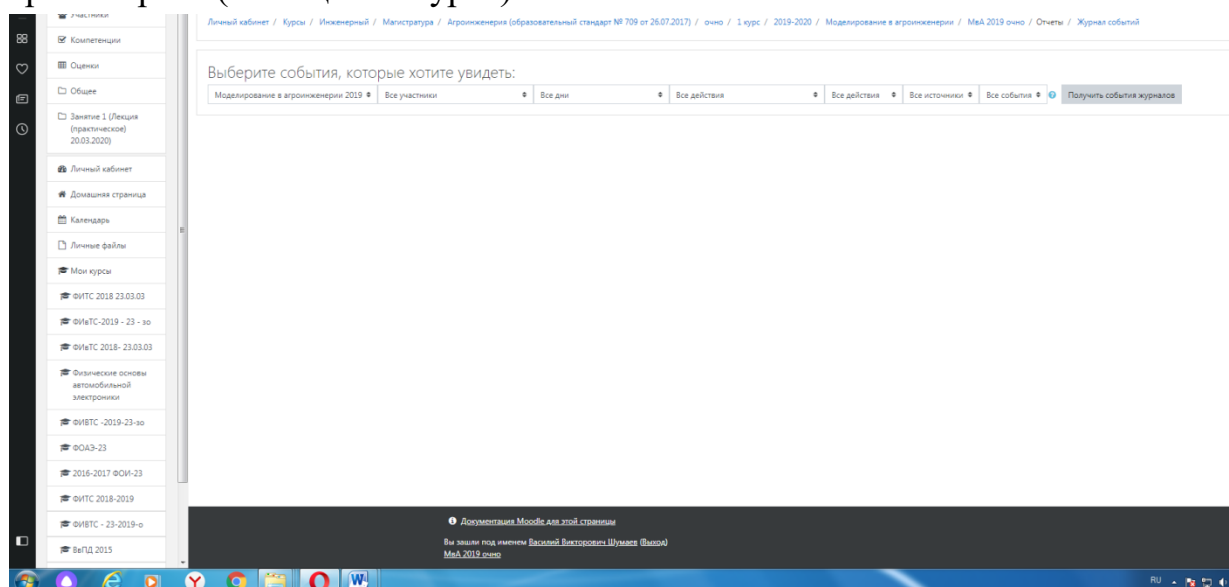 Участники
Компетенции
Оценки
Общее
Занятие 1 (Лекция
(практическое)
20.03.2020)
Личный кабинет
Домашняя страница
Календарь
Личные файлы
Мои курсы
ФИТС 2018 23.03.03
ФИвТС-2019 - 23 - зо
ФИвТС 2018- 23.03.03
Физические основы
автомобильной
электроники
ФИВТС -2019-23-зо
ФОАЭ-23
2016-2017 ФОИ-23
ФИТС 2018-2019
ФИВТС - 23-2019-о
ВвПД 2015
Личный кабинет / Курсы / Инженерный / Магистратура / Агроинженерия (образовательный стандарт № 709 от 26.07.2017) / очно / 1 курс / 2019-2020 / Моделирование в агроинженерии / МвА 2019 очно / Отчеты / Журнал событий
Выберите события, которые хотите увидеть:
Моделирование в агроинженерии 2019 Все участники Все дни Все действия Все действия Все источники Все события Получить события журналов
Документация Moodle для этой страницы
Вы зашли под именем Василий Викторович Шумаев (Выход)
МвА 2019 очно
RU